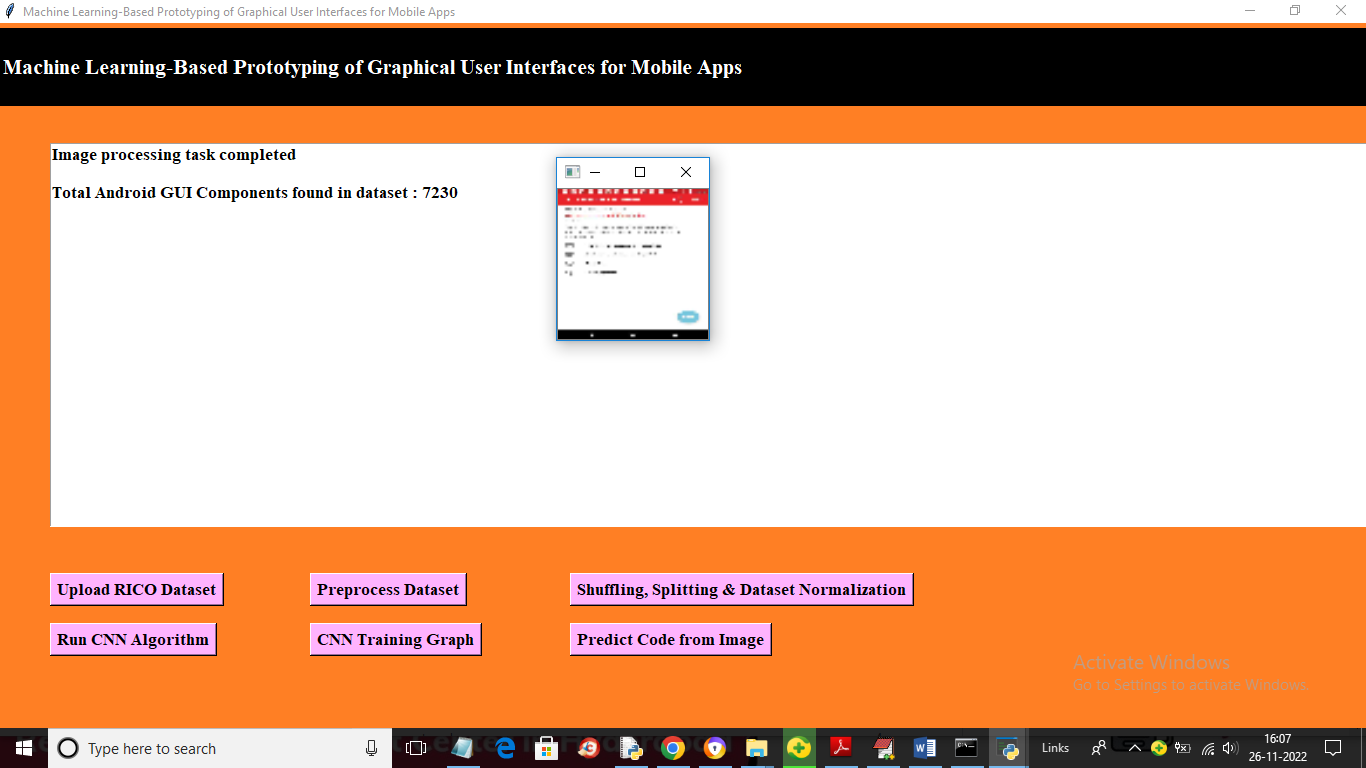 Machine Learning-Based Prototyping of Graphical User Interfaces for Mobile Apps
Machine Learning-Based Prototyping of Graphical User Interfaces for Mobile Apps
Image processing task completed
Total Android GUI Components found in dataset : 7230
Upload RICO Dataset
Preprocess Dataset
Shuffling, Splitting & Dataset Normalization
Run CNN Algorithm
CNN Training Graph
Predict Code from Image
Activate Windows
Go to Settings to activate Windows.
Type here to search
Links
16:07
26-11-2022